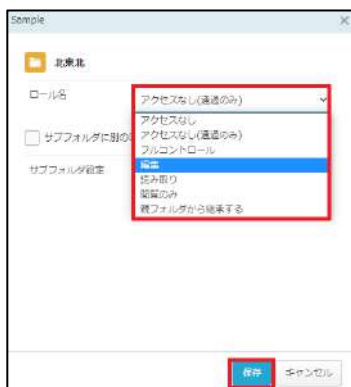 Sample
北東北
ロール名
アクセスなし(通過のみ)
アクセスなし
アクセスなし(通過のみ)
フルコントロール
サブフォルダに別の
編集
サブフォルダ設定
読み取り
閲覧のみ
親フォルダから継承する
保存
キャンセル